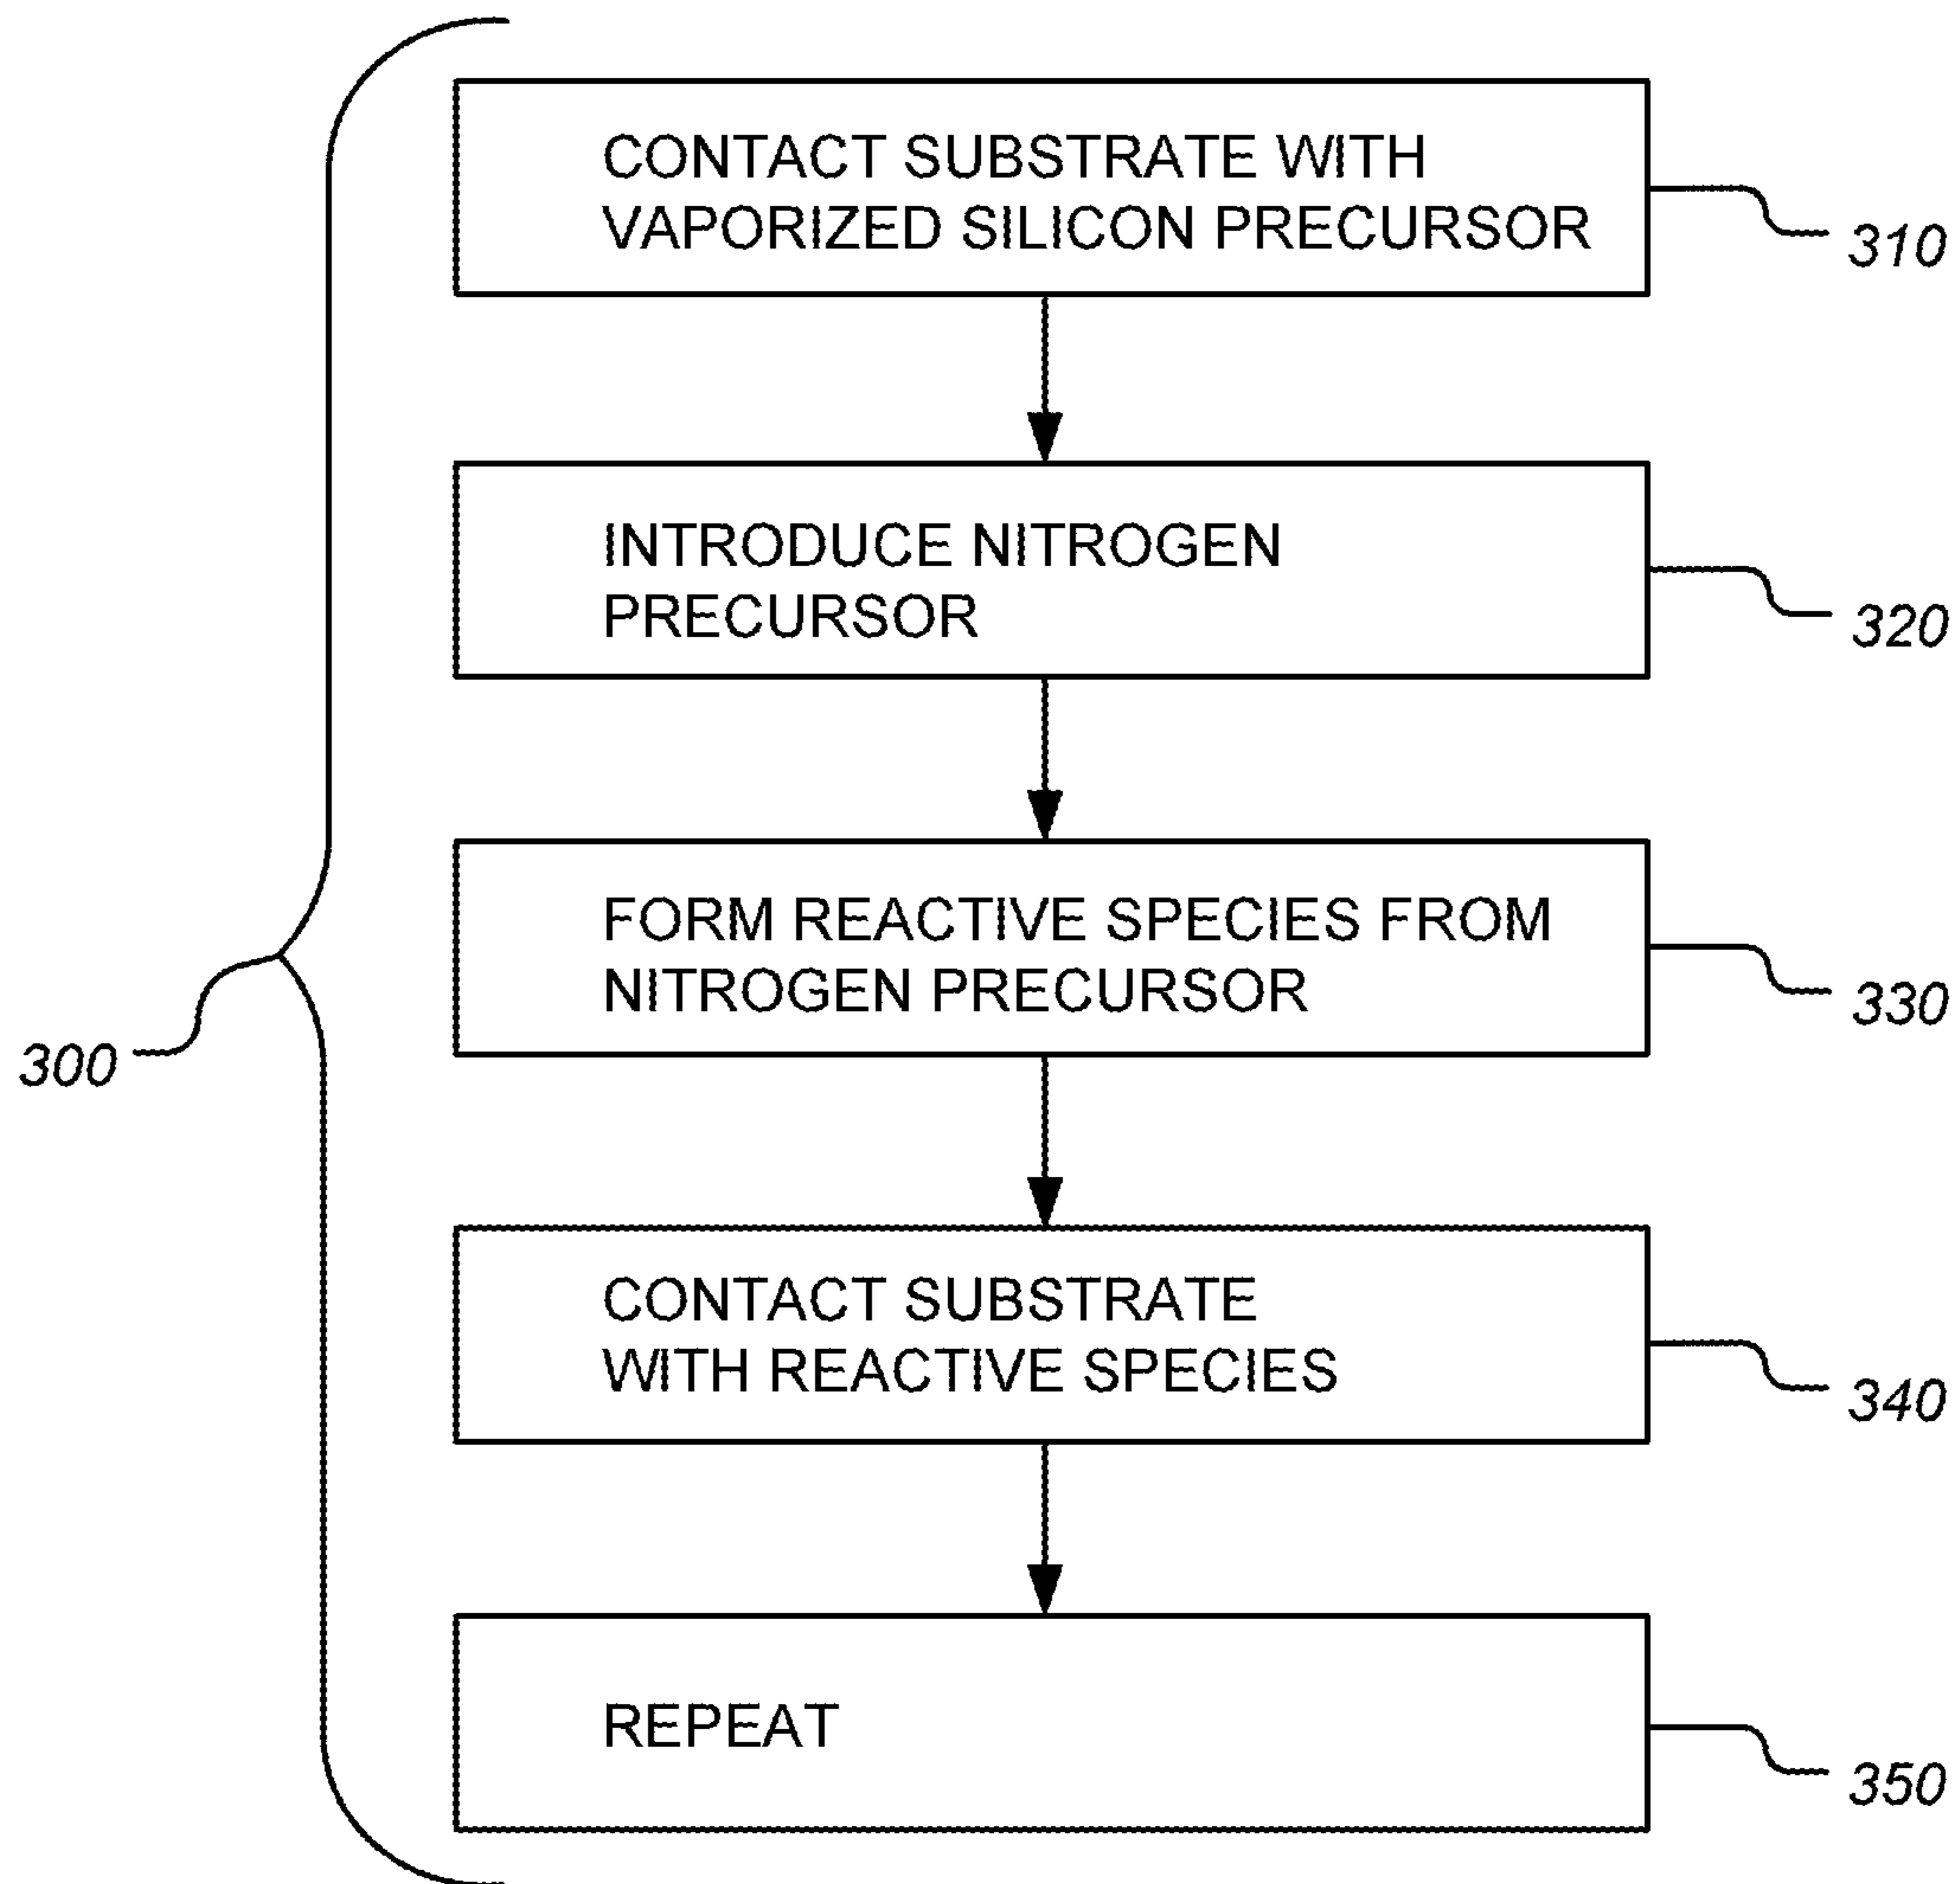 CONTACT SUBSTRATE WITH
VAPORIZED SILICON PRECURSOR
310
INTRODUCE NITROGEN
PRECURSOR
320
FORM REACTIVE SPECIES FROM
NITROGEN PRECURSOR
330
300
CONTACT SUBSTRATE
WITH REACTIVE SPECIES
340
REPEAT
350